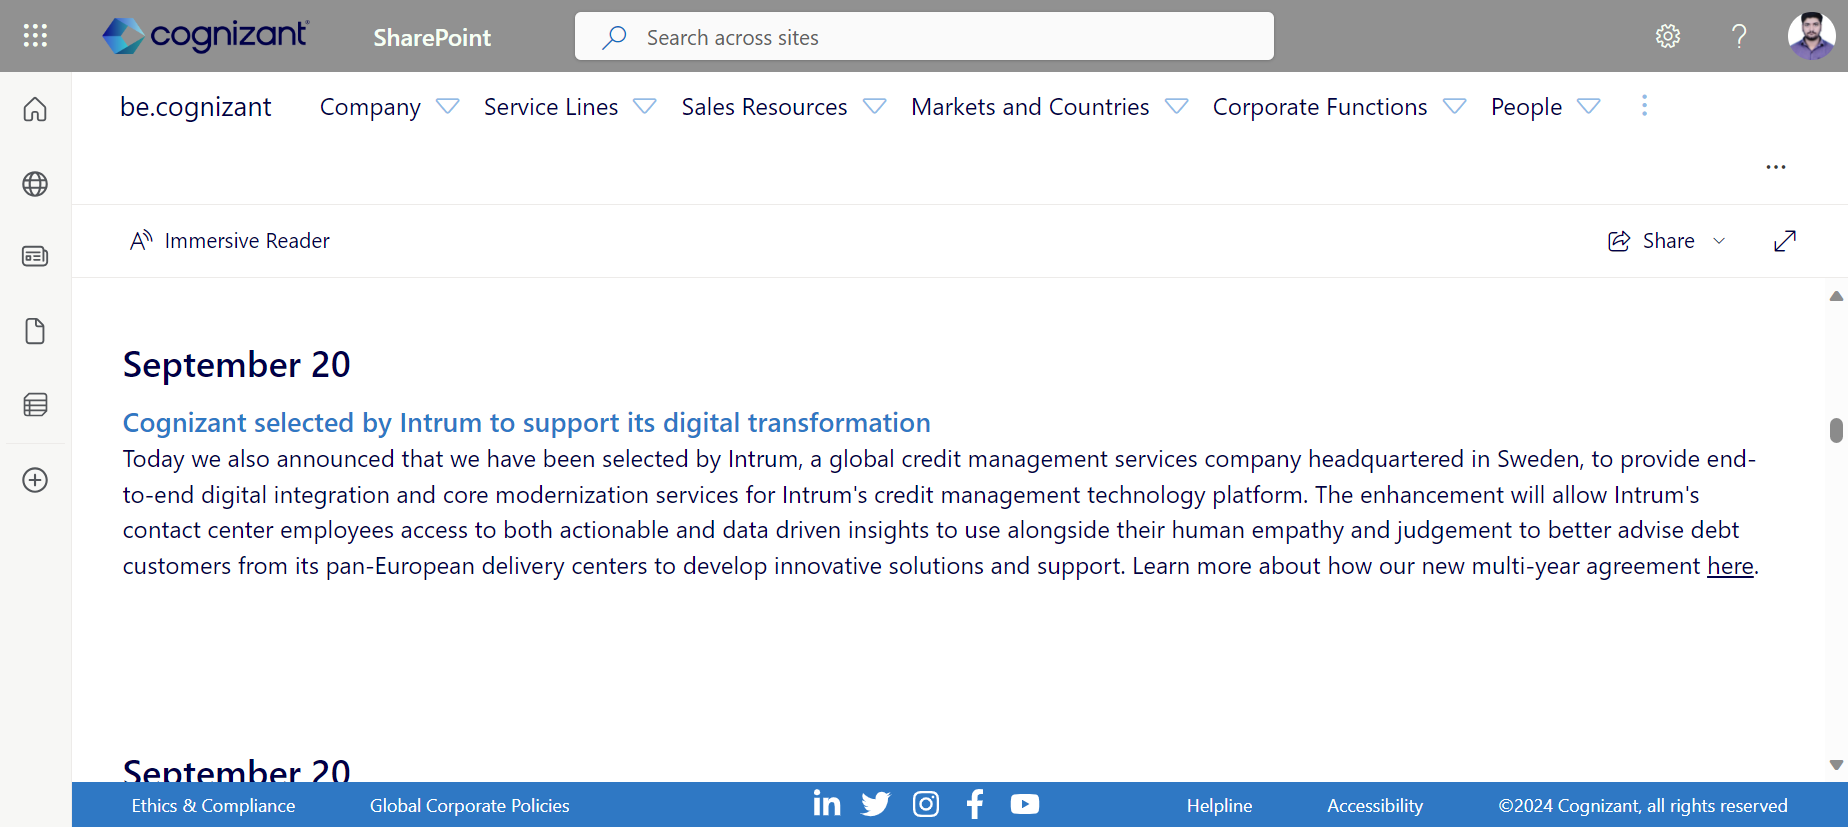 cognizant
SharePoint
Search across sites
be.cognizant Company Service Lines Sales Resources Markets and Countries Corporate Functions People
Immersive Reader
Share
September 20
Cognizant selected by Intrum to support its digital transformation
Today we also announced that we have been selected by Intrum, a global credit management services company headquartered in Sweden, to provide end-
to-end digital integration and core modernization services for Intrum's credit management technology platform. The enhancement will allow Intrum's
contact center employees access to both actionable and data driven insights to use alongside their human empathy and judgement to better advise debt
customers from its pan-European delivery centers to develop innovative solutions and support. Learn more about how our new multi-year agreement here.
September 20
Ethics & Compliance Global Corporate Policies Helpline Accessibility ©2024 Cognizant, all rights reserved